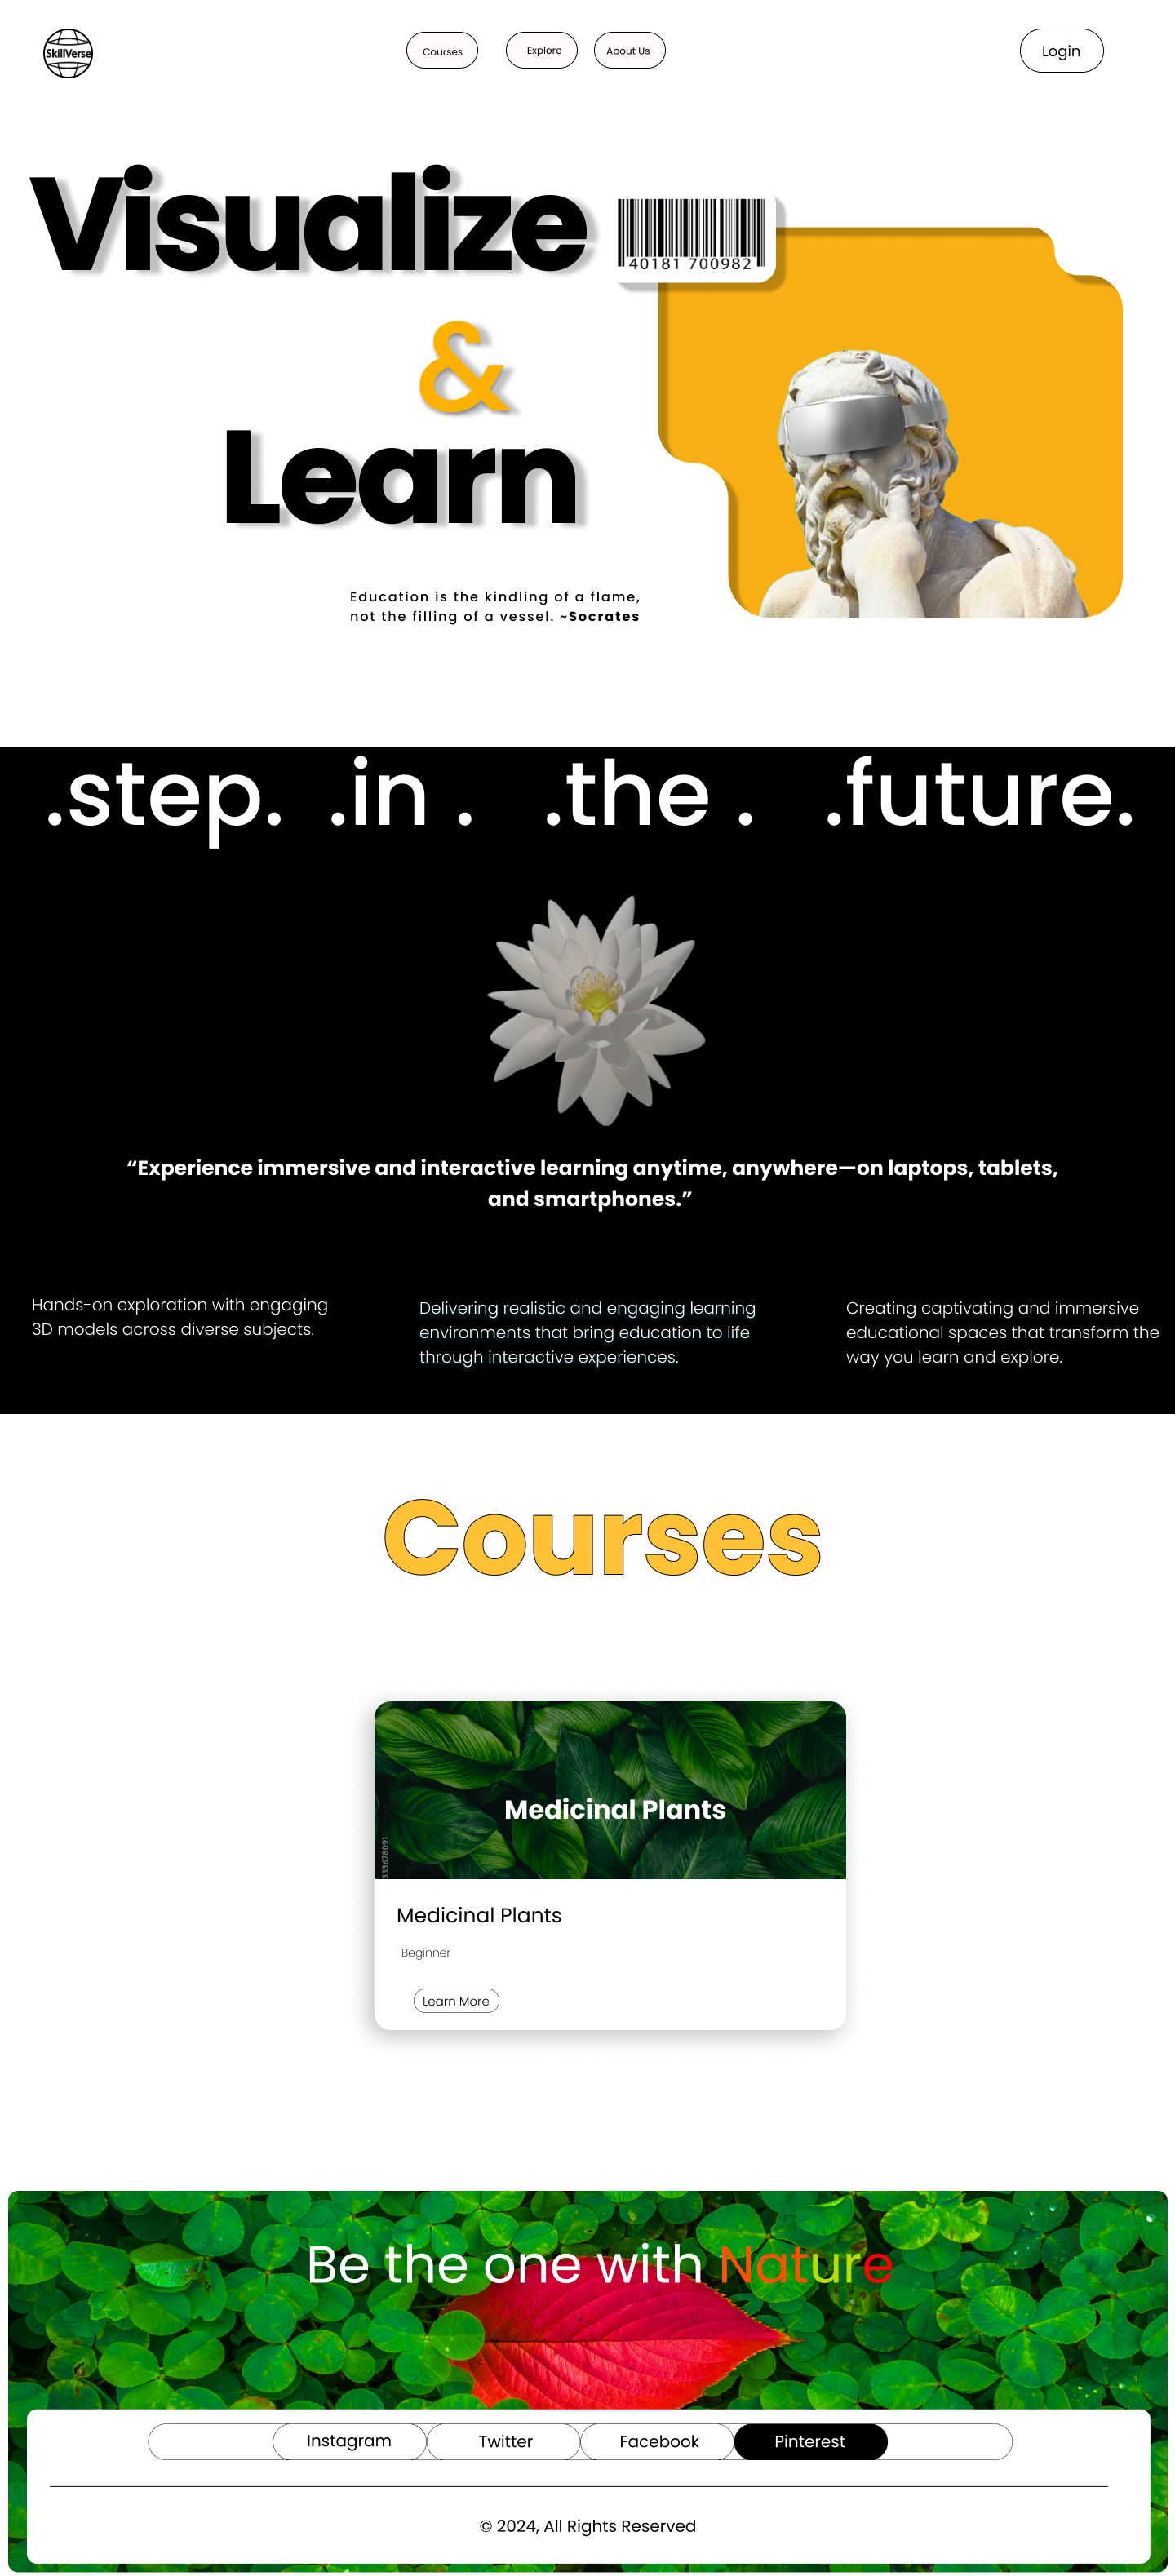 SkillVerse
Courses
Explore
About Us
Login
Visualize
40181 700982
&
Learn
Education is the kindling of a flame,
not the filling of a vessel. ~Socrates
.step. .in . .the . .future.
“Experience immersive and interactive learning anytime, anywhere—on laptops, tablets,
and smartphones.”
Hands-on exploration with engaging
3D models across diverse subjects.
Delivering realistic and engaging learning
environments that bring education to life
through interactive experiences.
Creating captivating and immersive
educational spaces that transform the
way you learn and explore.
Courses
Medicinal Plants
333678091
Medicinal Plants
Beginner
Learn More
Be the one with Nature
Instagram
Twitter
Facebook
Pinterest
© 2024, All Rights Reserved